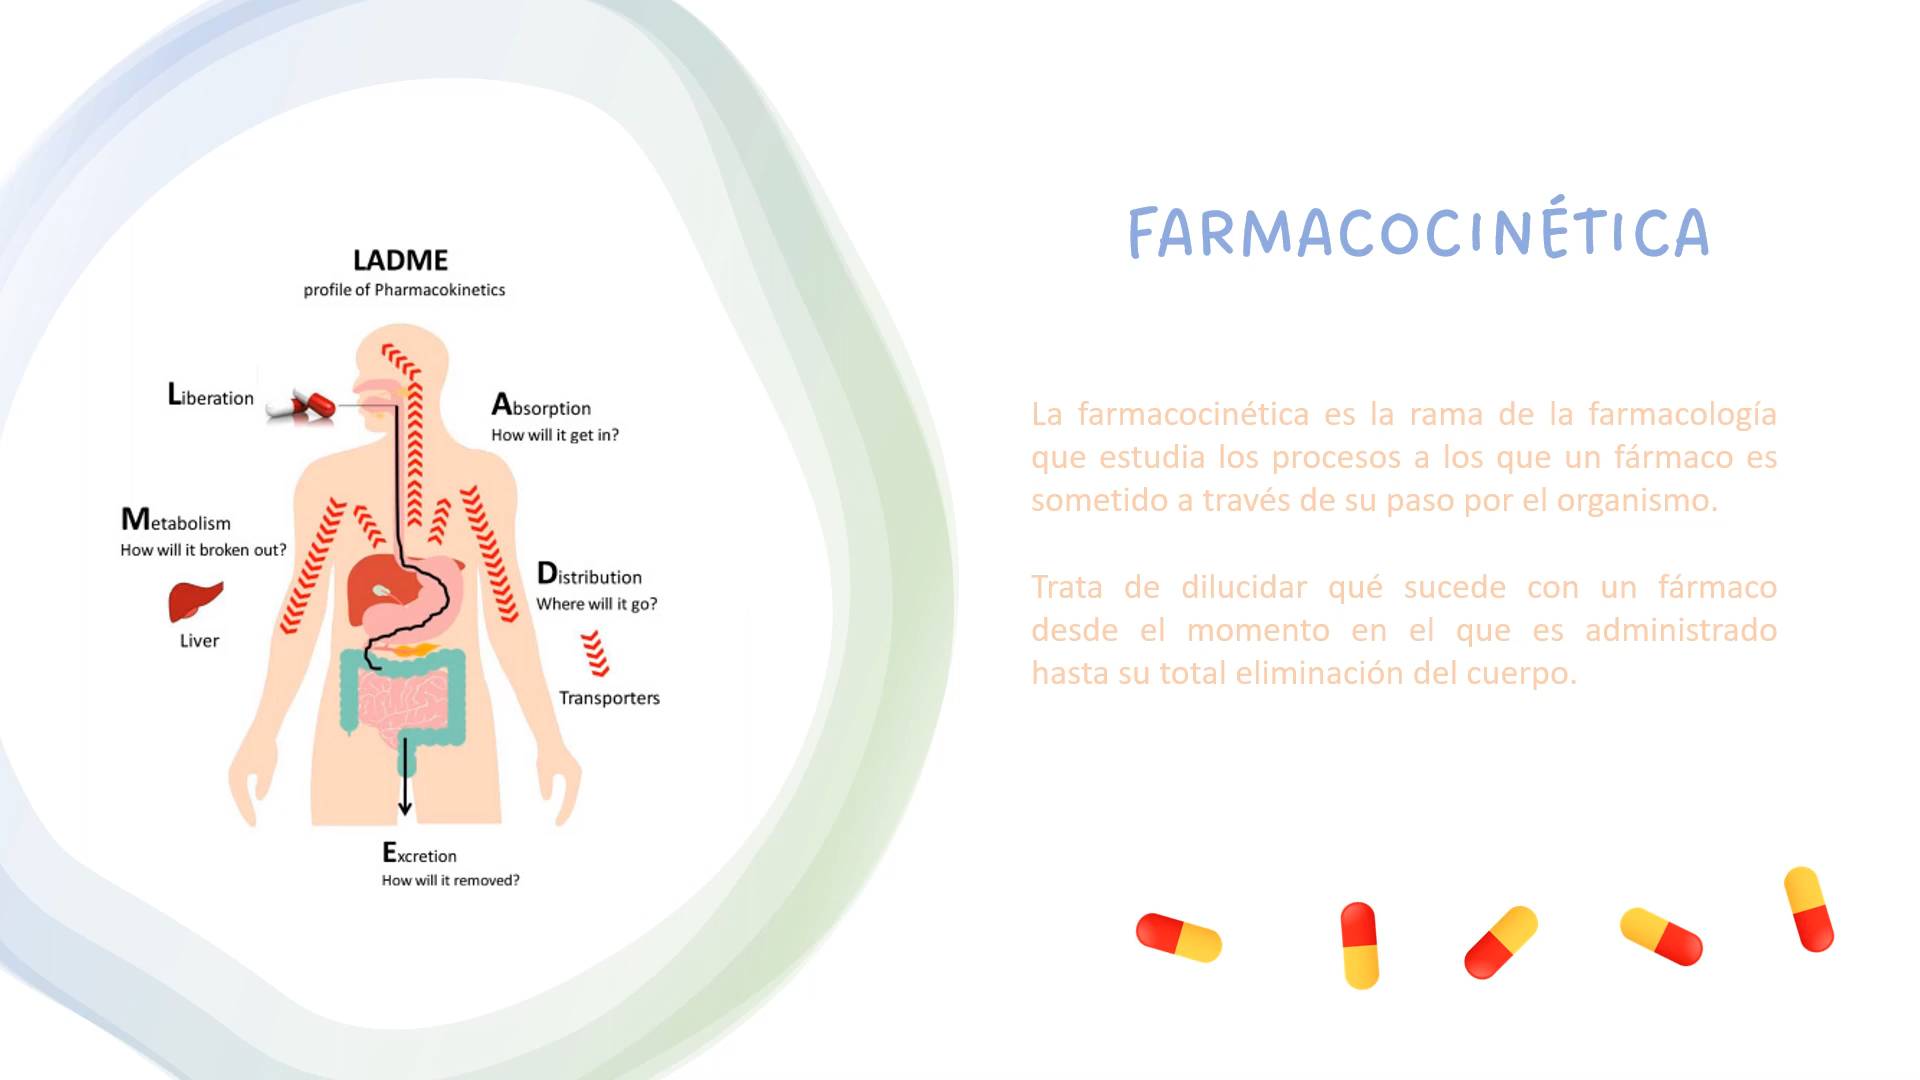 LADME
profile of Pharmacokinetics
Liberation
Absorption
How will it get in?
Metabolism
How will it broken out?
Liver
Distribution
Where will it go?
Transporters
Excretion
How will it removed?
FARMACOCINÉTICA
La farmacocinética es la rama de la farmacología
que estudia los procesos a los que un fármaco es
sometido a través de su paso por el organismo.
Trata de dilucidar qué sucede con un fármaco
desde el momento en el que es administrado
hasta su total eliminación del cuerpo.